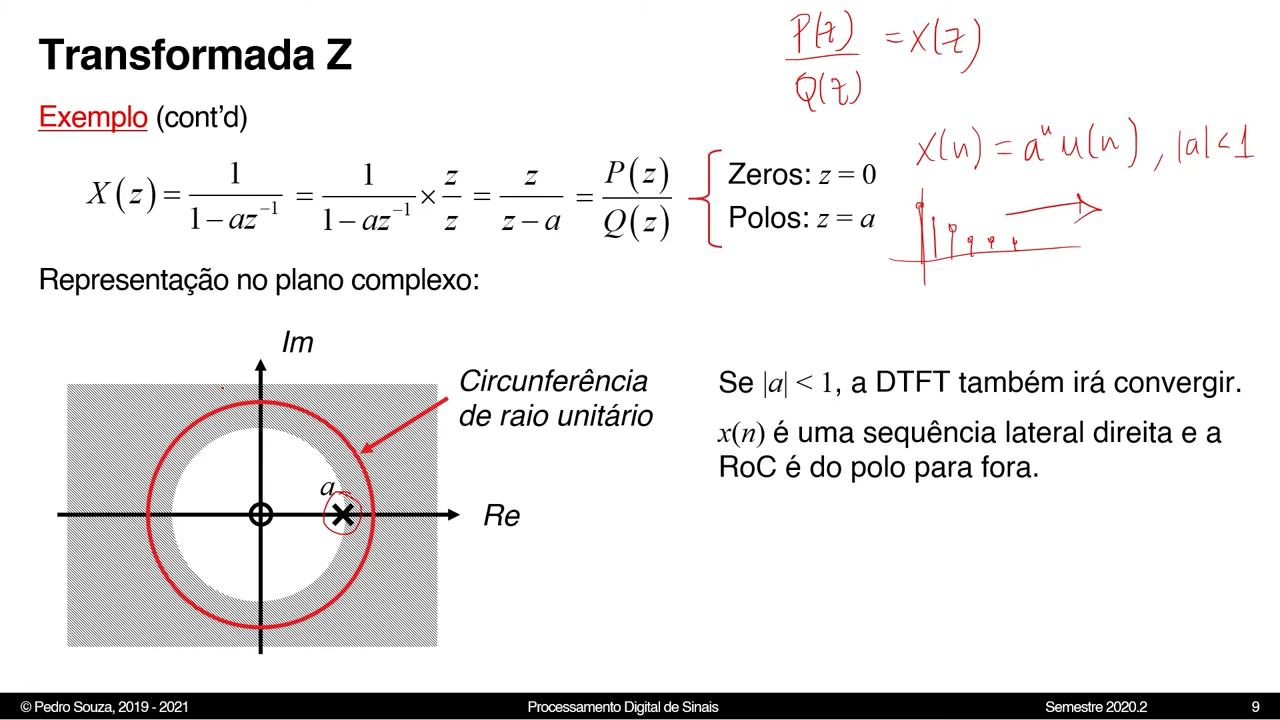 Transformada Z
P(z)/Q(z) = X(z)
Exemplo (cont'd)
x(n) = aⁿ u(n), |a| < 1
X(z) = 1/(1 − az⁻¹) = 1/(1 − az⁻¹) × z/z = z/(z − a) = P(z)/Q(z)
Zeros: z = 0
Polos: z = a
Representação no plano complexo:
Im
Circunferência
de raio unitário
a
Re
Se |a| < 1, a DTFT também irá convergir.
x(n) é uma sequência lateral direita e a
RoC é do polo para fora.
© Pedro Souza, 2019 - 2021
Processamento Digital de Sinais
Semestre 2020.2
9